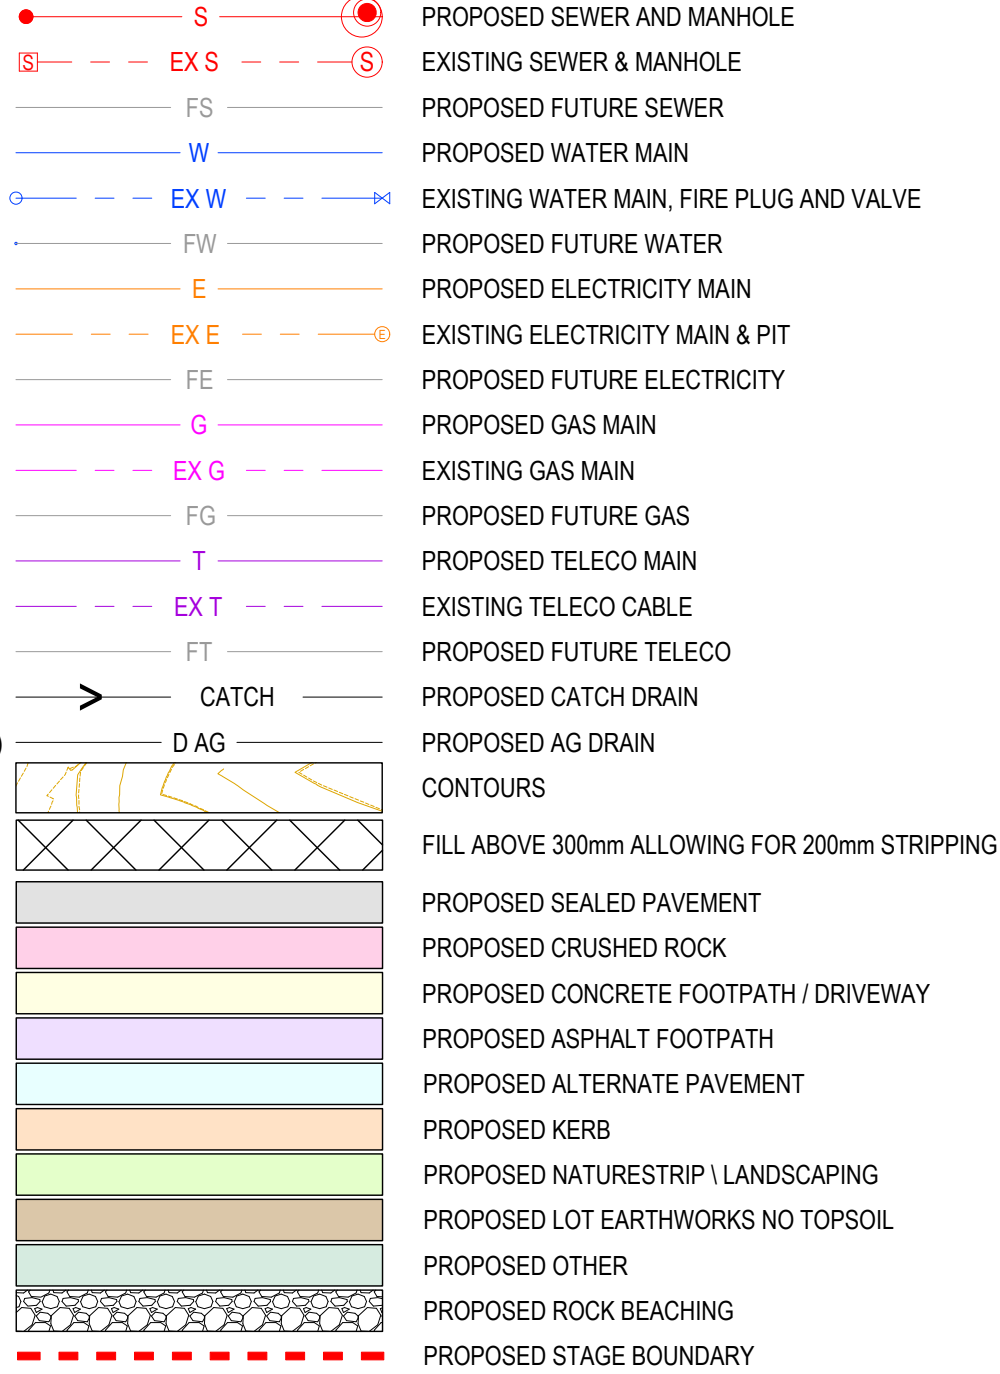 S PROPOSED SEWER AND MANHOLE
S EX S S EXISTING SEWER & MANHOLE
FS PROPOSED FUTURE SEWER
W PROPOSED WATER MAIN
EX W EXISTING WATER MAIN, FIRE PLUG AND VALVE
FW PROPOSED FUTURE WATER
E PROPOSED ELECTRICITY MAIN
EX E E EXISTING ELECTRICITY MAIN & PIT
FE PROPOSED FUTURE ELECTRICITY
G PROPOSED GAS MAIN
EX G EXISTING GAS MAIN
FG PROPOSED FUTURE GAS
T PROPOSED TELECO MAIN
EX T EXISTING TELECO CABLE
FT PROPOSED FUTURE TELECO
> CATCH PROPOSED CATCH DRAIN
) D AG PROPOSED AG DRAIN
CONTOURS
FILL ABOVE 300mm ALLOWING FOR 200mm STRIPPING
PROPOSED SEALED PAVEMENT
PROPOSED CRUSHED ROCK
PROPOSED CONCRETE FOOTPATH / DRIVEWAY
PROPOSED ASPHALT FOOTPATH
PROPOSED ALTERNATE PAVEMENT
PROPOSED KERB
PROPOSED NATURESTRIP \ LANDSCAPING
PROPOSED LOT EARTHWORKS NO TOPSOIL
PROPOSED OTHER
PROPOSED ROCK BEACHING
PROPOSED STAGE BOUNDARY